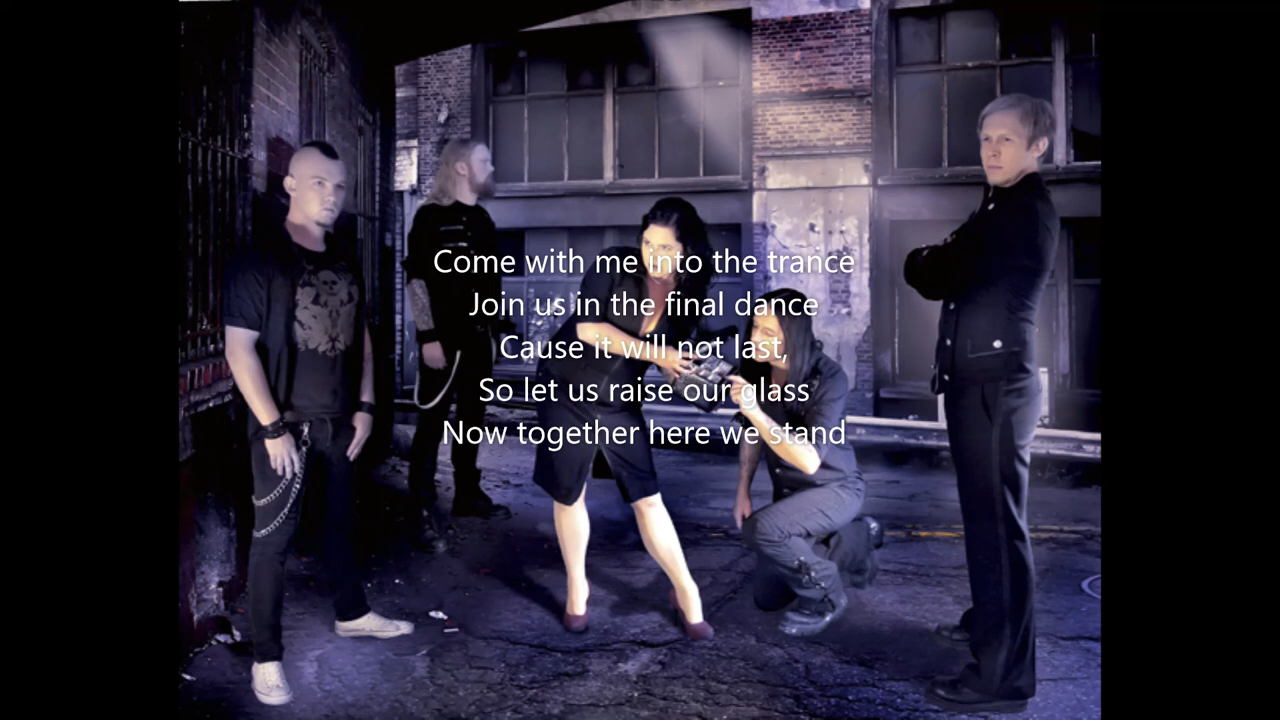 Come with me into the trance
Join us in the final dance
Cause it will not last,
So let us raise our glass
Now together here we stand